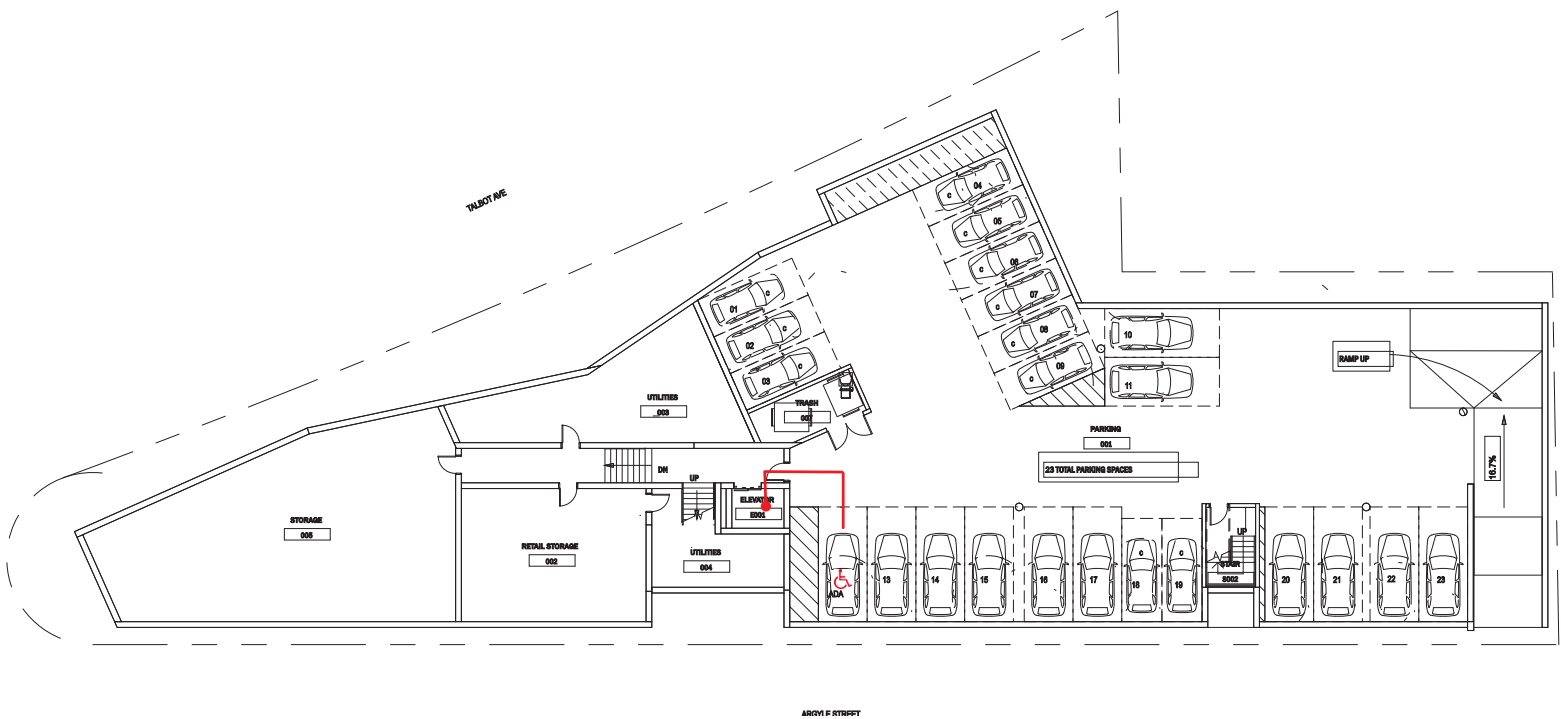 TALBOT AVE
04
05
06
07
08
09
C
C
C
C
C
C
01
02
03
C
C
C
10
11
RAMP UP
TRASH
007
UTILITIES
003
PARKING
001
23 TOTAL PARKING SPACES
16.7%
DN
UP
ELEVATOR
E001
STORAGE
005
RETAIL STORAGE
002
UTILITIES
004
ADA
13
14
15
16
17
C
18
C
19
UP
STAIR
S002
20
21
22
23
ARGYLE STREET